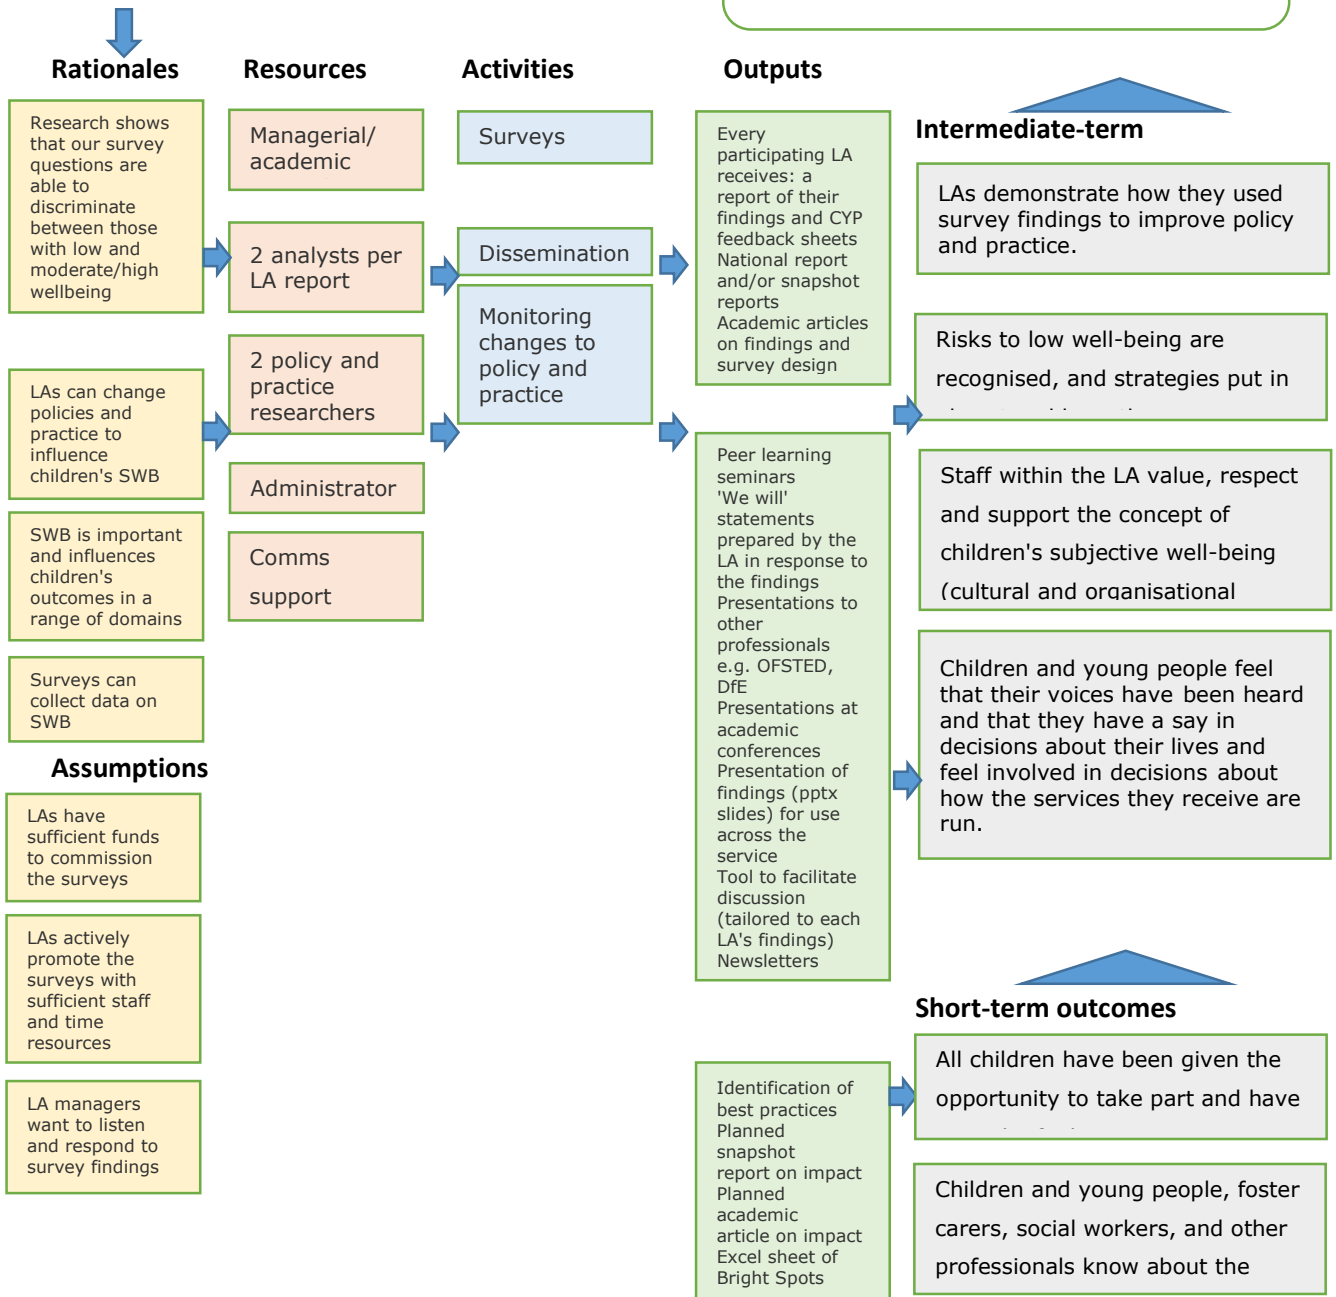 Rationales
Research shows
that our survey
questions are
able to
discriminate
between those
with low and
moderate/high
wellbeing
LAs can change
policies and
practice to
influence
children's SWB
SWB is important
and influences
children's
outcomes in a
range of domains
Surveys can
collect data on
SWB
Assumptions
LAs have
sufficient funds
to commission
the surveys
LAs actively
promote the
surveys with
sufficient staff
and time
resources
LA managers
want to listen
and respond to
survey findings
Resources
Managerial/
academic
2 analysts per
LA report
2 policy and
practice
researchers
Administrator
Comms
support
Activities
Surveys
Dissemination
Monitoring
changes to
policy and
practice
Outputs
Every
participating LA
receives: a
report of their
findings and CYP
feedback sheets
National report
and/or snapshot
reports
Academic articles
on findings and
survey design
Peer learning
seminars
'We will'
statements
prepared by the
LA in response to
the findings
Presentations to
other
professionals
e.g. OFSTED,
DfE
Presentations at
academic
conferences
Presentation of
findings (pptx
slides) for use
across the
service
Tool to facilitate
discussion
(tailored to each
LA's findings)
Newsletters
Identification of
best practices
Planned
snapshot
report on impact
Planned
academic
article on impact
Excel sheet of
Bright Spots
Intermediate-term
LAs demonstrate how they used
survey findings to improve policy
and practice.
Risks to low well-being are
recognised, and strategies put in
Staff within the LA value, respect
and support the concept of
children's subjective well-being
(cultural and organisational
Children and young people feel
that their voices have been heard
and that they have a say in
decisions about their lives and
feel involved in decisions about
how the services they receive are
run.
Short-term outcomes
All children have been given the
opportunity to take part and have
Children and young people, foster
carers, social workers, and other
professionals know about the